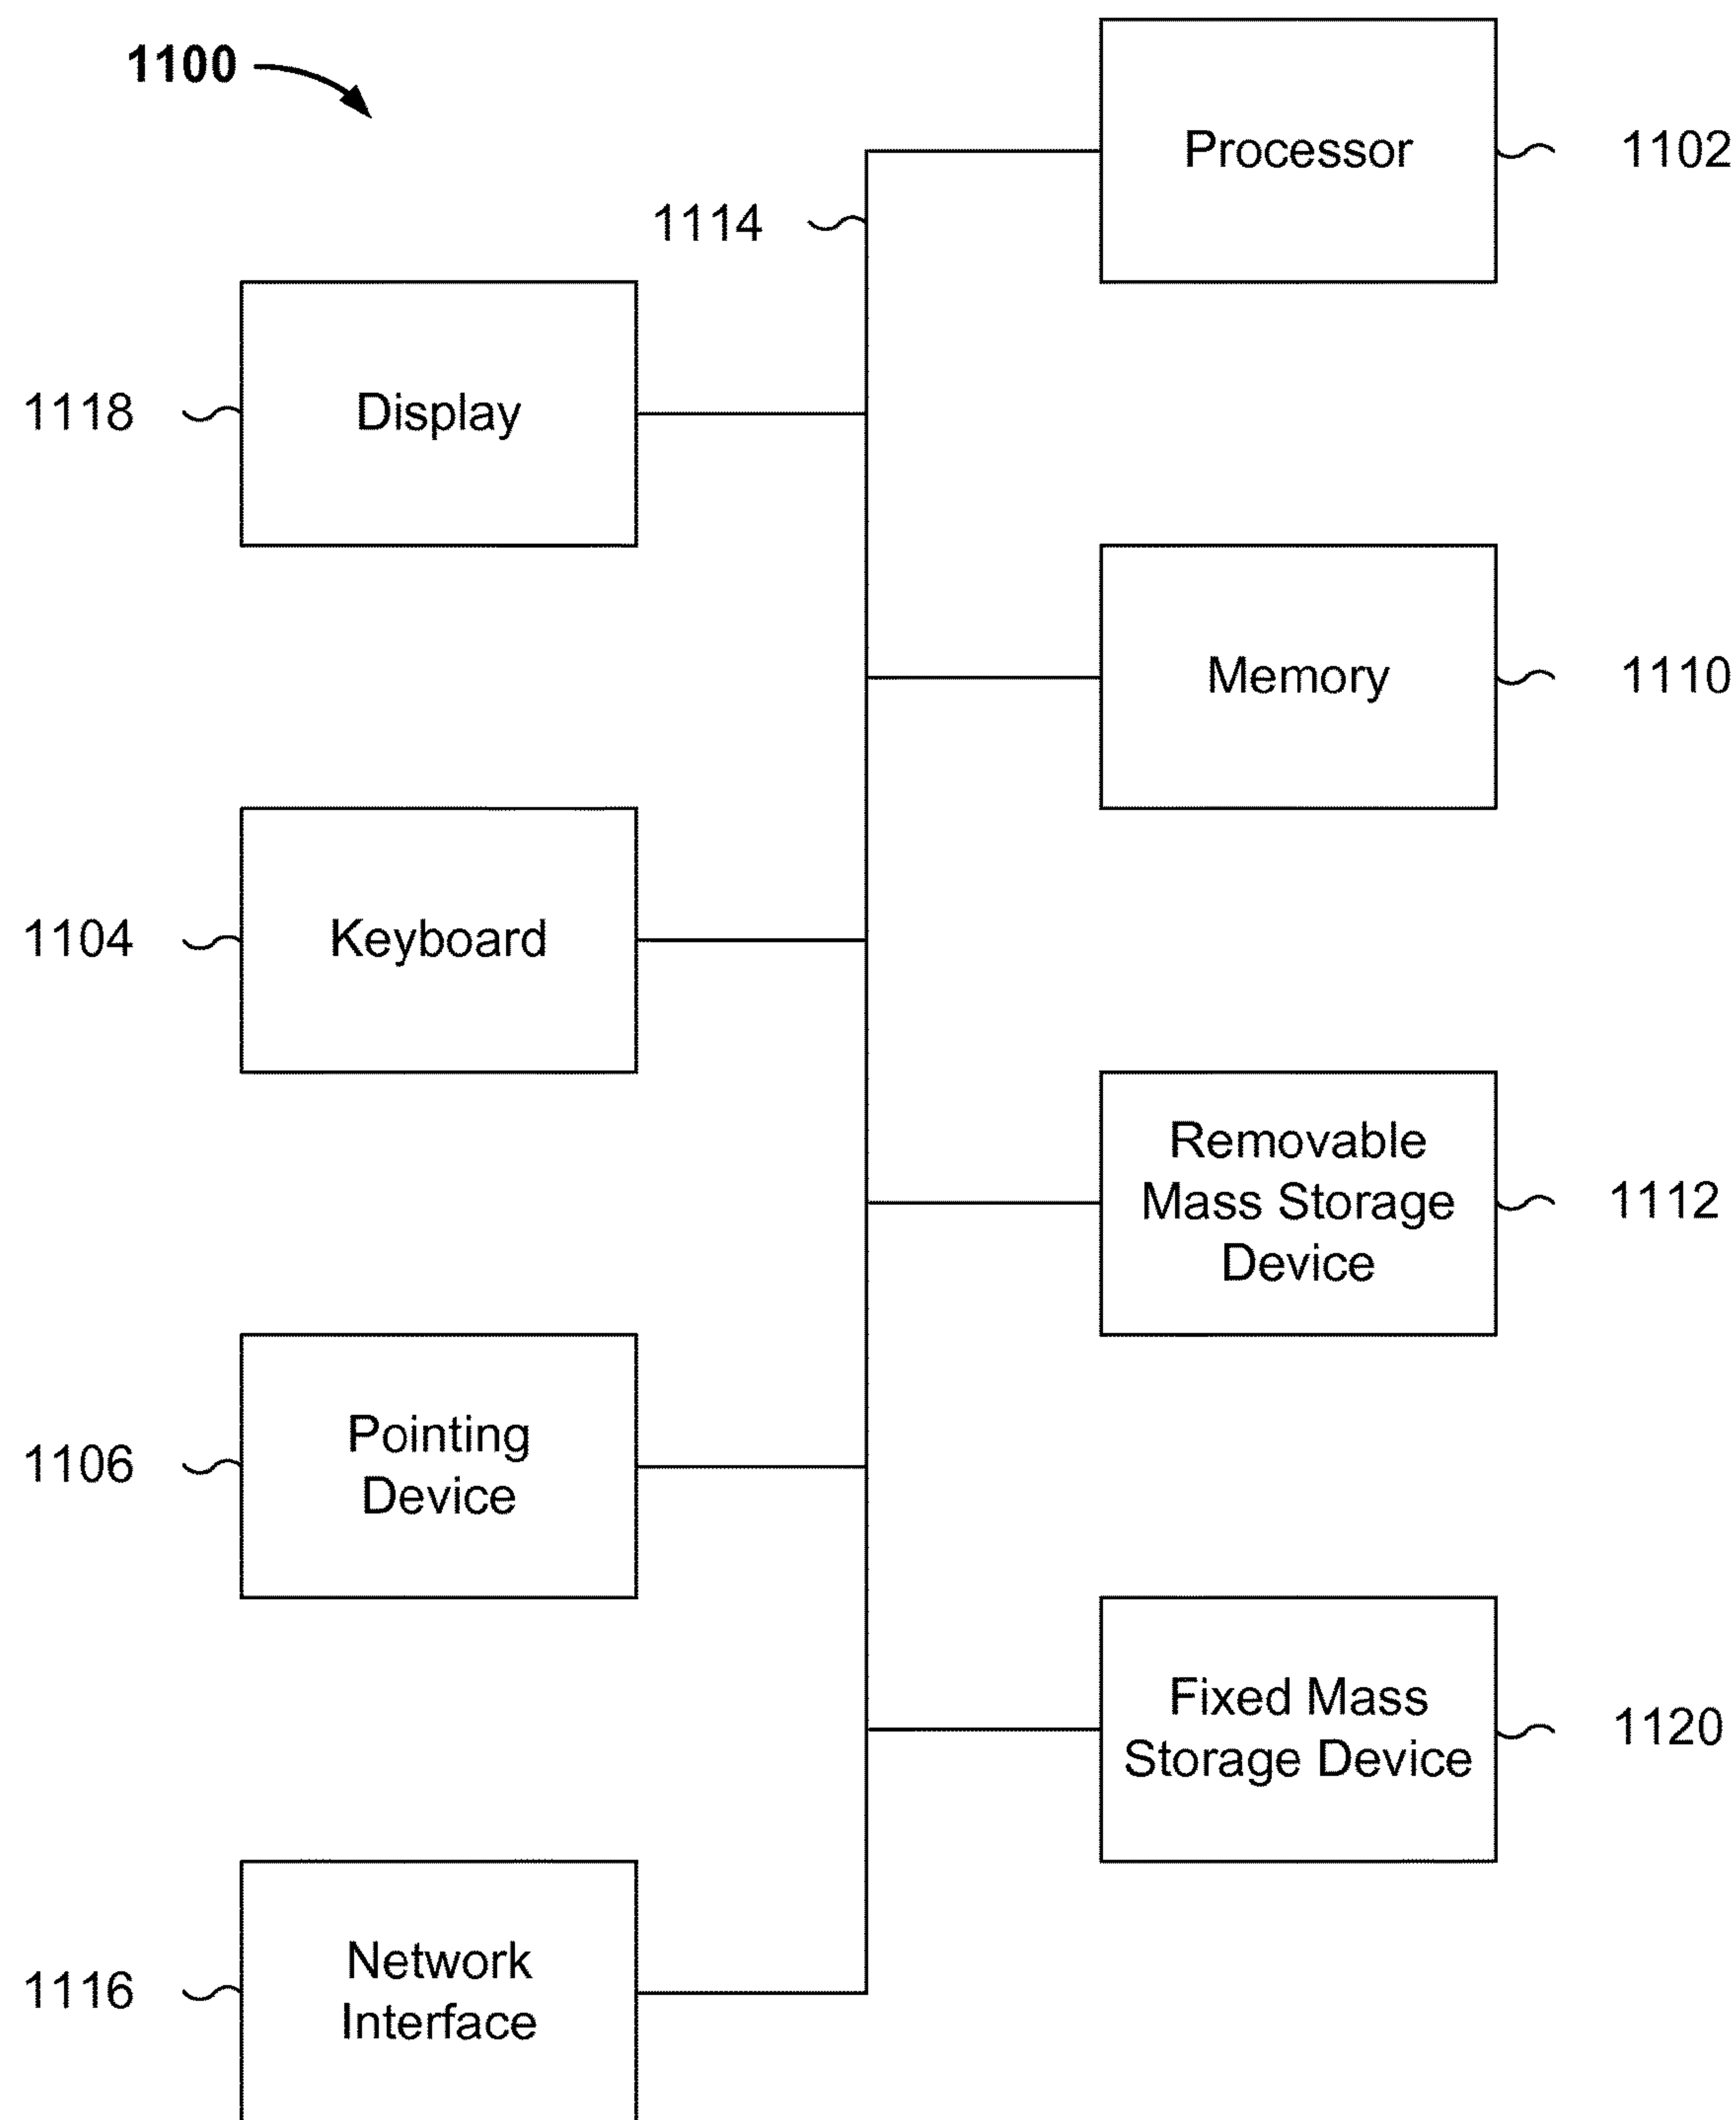 1100
Processor
1102
1114
1118
Display
Memory
1110
1104
Keyboard
Removable
Mass Storage
Device
1112
1106
Pointing
Device
Fixed Mass
Storage Device
1120
1116
Network
Interface